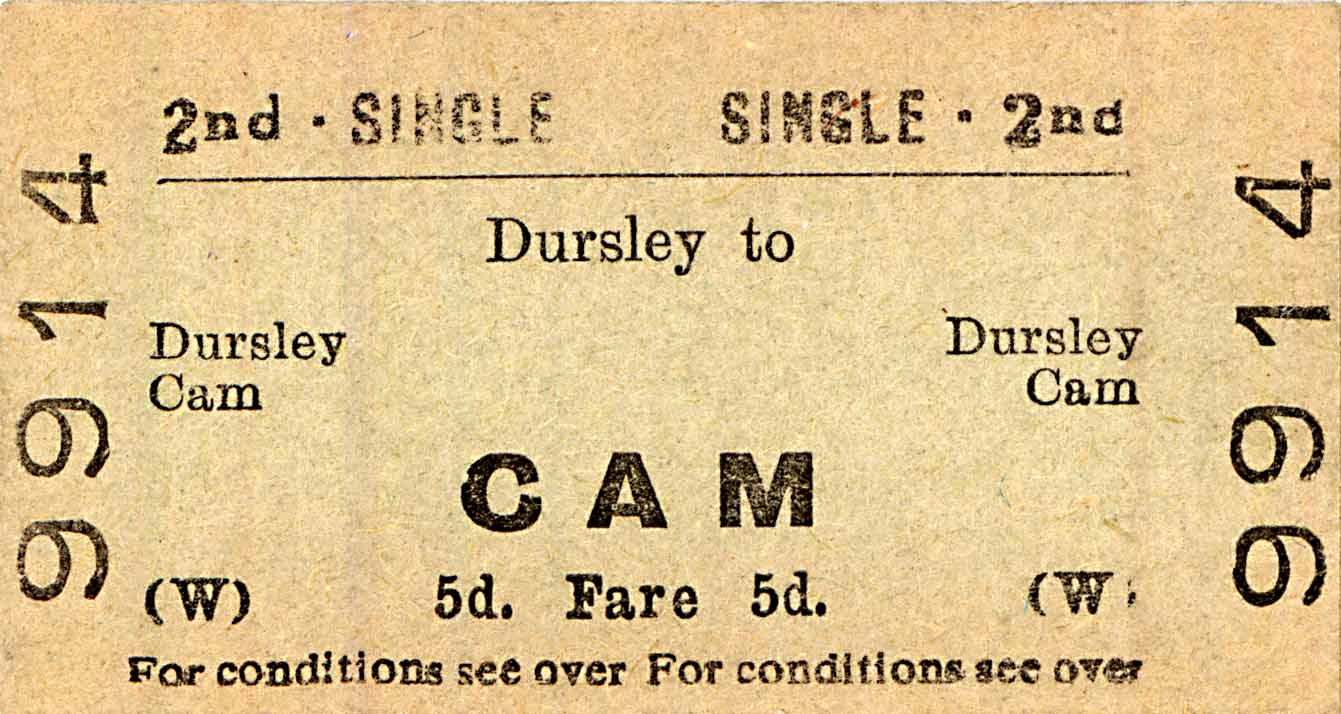 2nd · SINGLE SINGLE · 2nd
Dursley to
Dursley Dursley
Cam Cam
CAM
(W) 5d. Fare 5d. (W)
For conditions see over For conditions see over
9914
9914